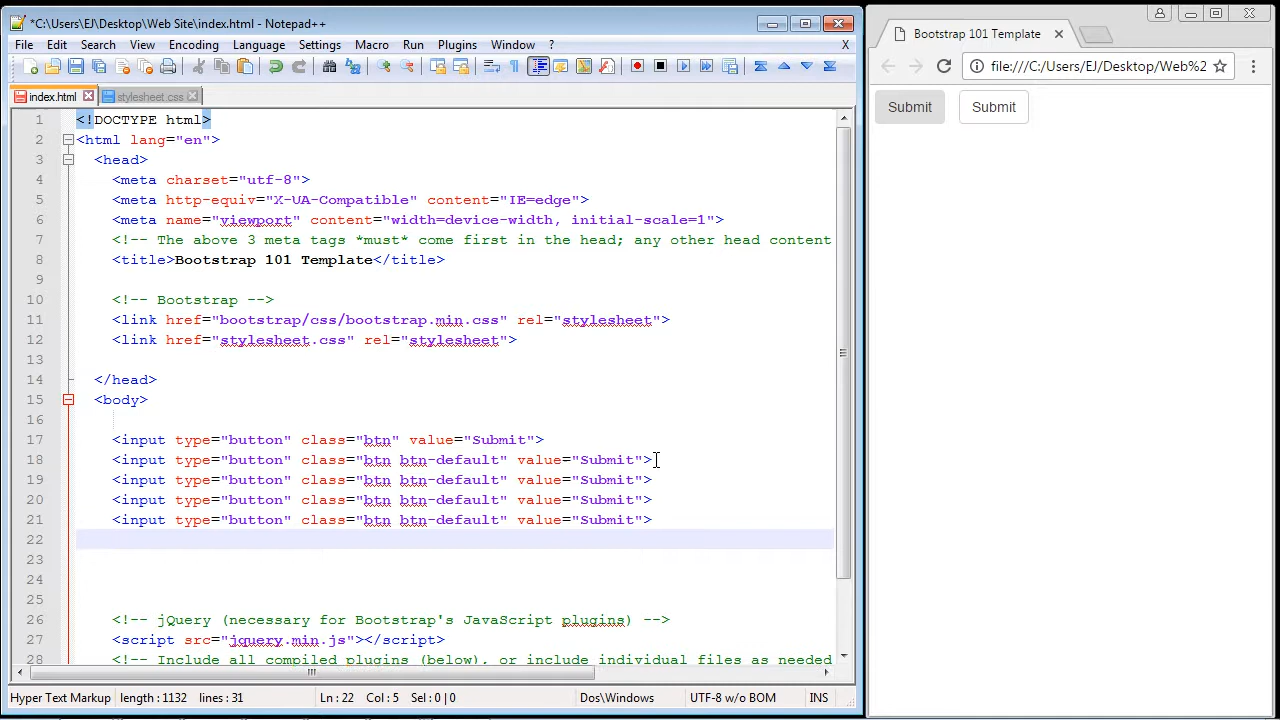 *C:\Users\EJ\Desktop\Web Site\index.html - Notepad++
File Edit Search View Encoding Language Settings Macro Run Plugins Window ? X
index.html stylesheet.css
1 <!DOCTYPE html>
2 <html lang="en">
3 <head>
4 <meta charset="utf-8">
5 <meta http-equiv="X-UA-Compatible" content="IE=edge">
6 <meta name="viewport" content="width=device-width, initial-scale=1">
7 <!-- The above 3 meta tags *must* come first in the head; any other head content
8 <title>Bootstrap 101 Template</title>
9
10 <!-- Bootstrap -->
11 <link href="bootstrap/css/bootstrap.min.css" rel="stylesheet">
12 <link href="stylesheet.css" rel="stylesheet">
13
14 </head>
15 <body>
16
17 <input type="button" class="btn" value="Submit">
18 <input type="button" class="btn btn-default" value="Submit">
19 <input type="button" class="btn btn-default" value="Submit">
20 <input type="button" class="btn btn-default" value="Submit">
21 <input type="button" class="btn btn-default" value="Submit">
22
23
24
25
26 <!-- jQuery (necessary for Bootstrap's JavaScript plugins) -->
27 <script src="jquery.min.js"></script>
28 <!-- Include all compiled plugins (below), or include individual files as needed
Hyper Text Markup length : 1132 lines : 31 Ln : 22 Col : 5 Sel : 0 | 0 Dos\Windows UTF-8 w/o BOM INS
Bootstrap 101 Template
file:///C:/Users/EJ/Desktop/Web%2
Submit Submit